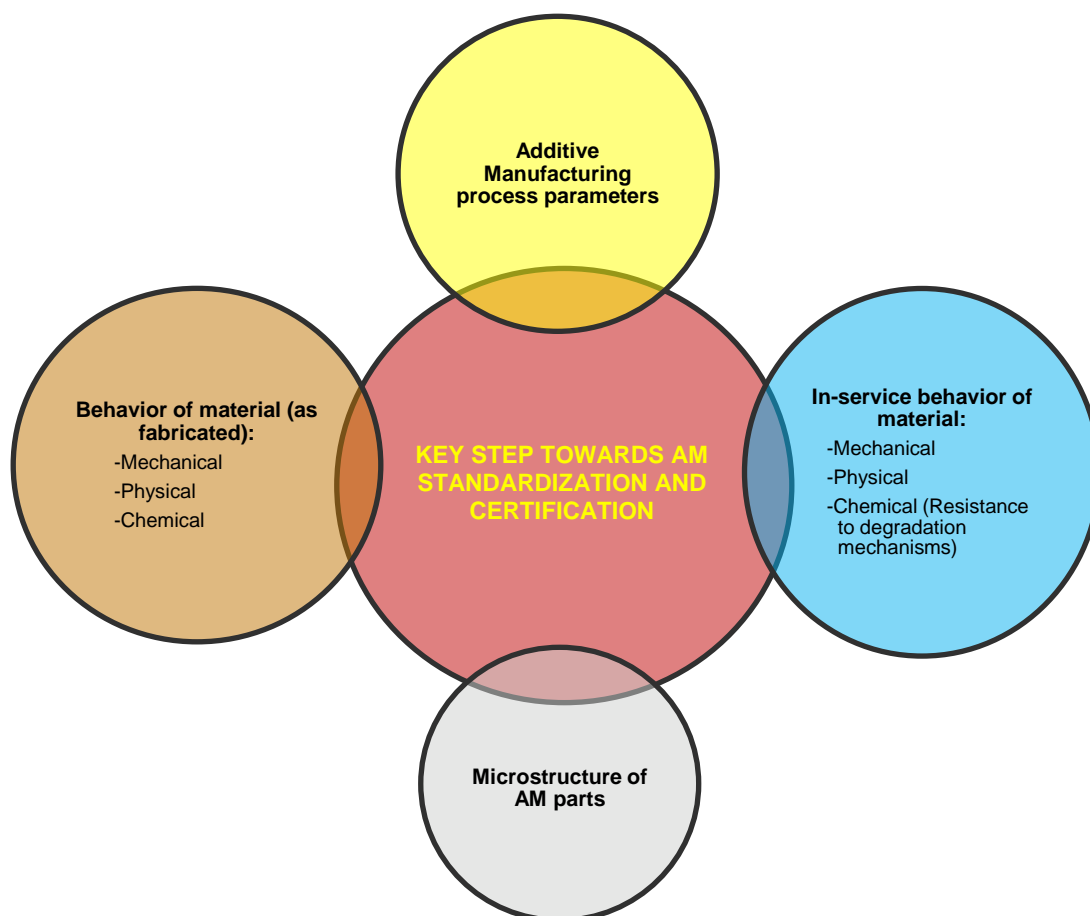 Additive
Manufacturing
process parameters
Behavior of material (as
fabricated):
-Mechanical
-Physical
-Chemical
KEY STEP TOWARDS AM
STANDARDIZATION AND
CERTIFICATION
In-service behavior of
material:
-Mechanical
-Physical
-Chemical (Resistance
to degradation
mechanisms)
Microstructure of
AM parts